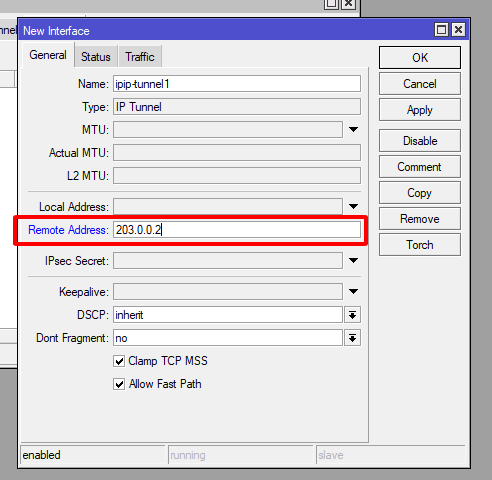 New Interface
General Status Traffic
Name: ipip-tunnel1
Type: IP Tunnel
MTU:
Actual MTU:
L2 MTU:
Local Address:
Remote Address: 203.0.0.2
IPsec Secret:
Keepalive:
DSCP: inherit
Dont Fragment: no
Clamp TCP MSS
Allow Fast Path
OK
Cancel
Apply
Disable
Comment
Copy
Remove
Torch
enabled running slave